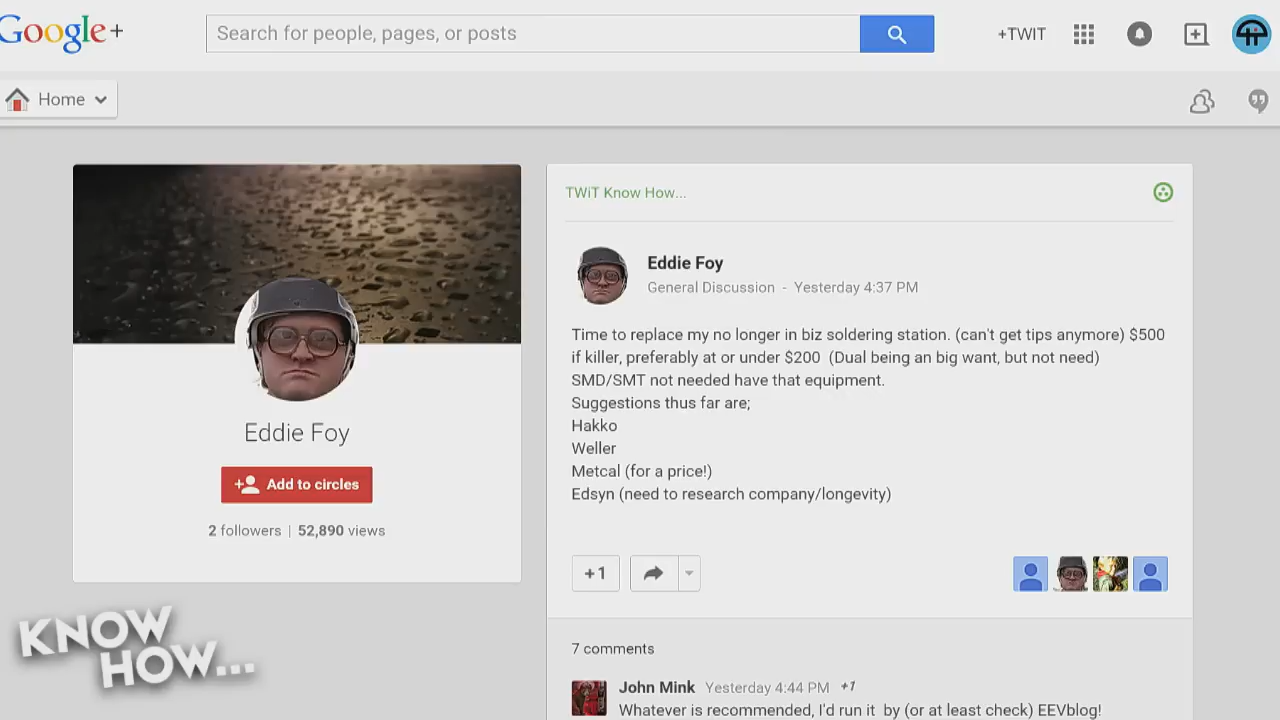 Google+
Search for people, pages, or posts
+TWIT
Home
TWiT Know How...
Eddie Foy
General Discussion - Yesterday 4:37 PM
Time to replace my no longer in biz soldering station. (can't get tips anymore) $500
if killer, preferably at or under $200 (Dual being an big want, but not need)
SMD/SMT not needed have that equipment.
Suggestions thus far are;
Hakko
Weller
Metcal (for a price!)
Edsyn (need to research company/longevity)
Eddie Foy
Add to circles
2 followers | 52,890 views
+1
7 comments
John Mink Yesterday 4:44 PM +1
Whatever is recommended, I'd run it by (or at least check) EEVblog!
KNOW
HOW...